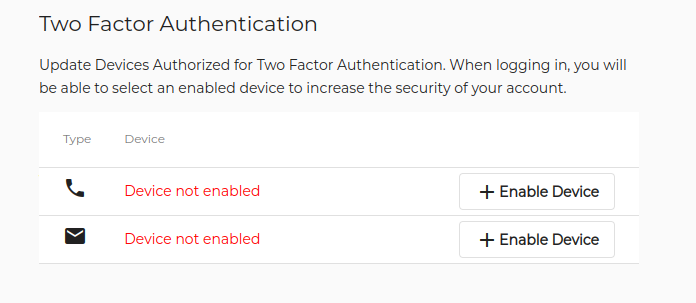 Two Factor Authentication
Update Devices Authorized for Two Factor Authentication. When logging in, you will
be able to select an enabled device to increase the security of your account.
Type Device
Device not enabled + Enable Device
Device not enabled + Enable Device